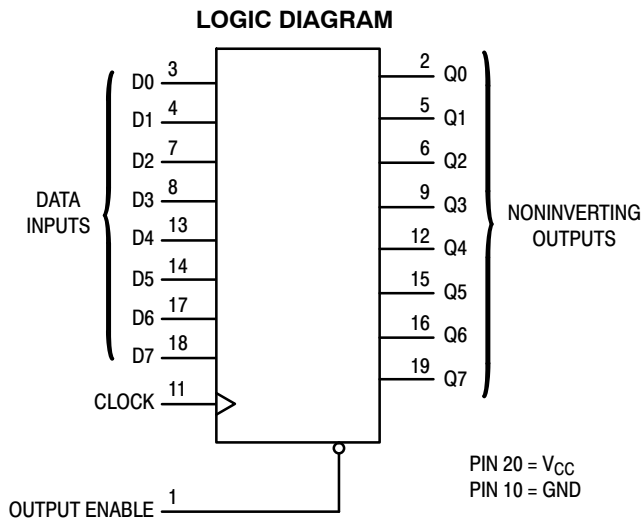 LOGIC DIAGRAM
DATA
INPUTS
D0 3
D1 4
D2 7
D3 8
D4 13
D5 14
D6 17
D7 18
CLOCK 11
OUTPUT ENABLE 1
2 Q0
5 Q1
6 Q2
9 Q3
12 Q4
15 Q5
16 Q6
19 Q7
NONINVERTING
OUTPUTS
PIN 20 = VCC
PIN 10 = GND